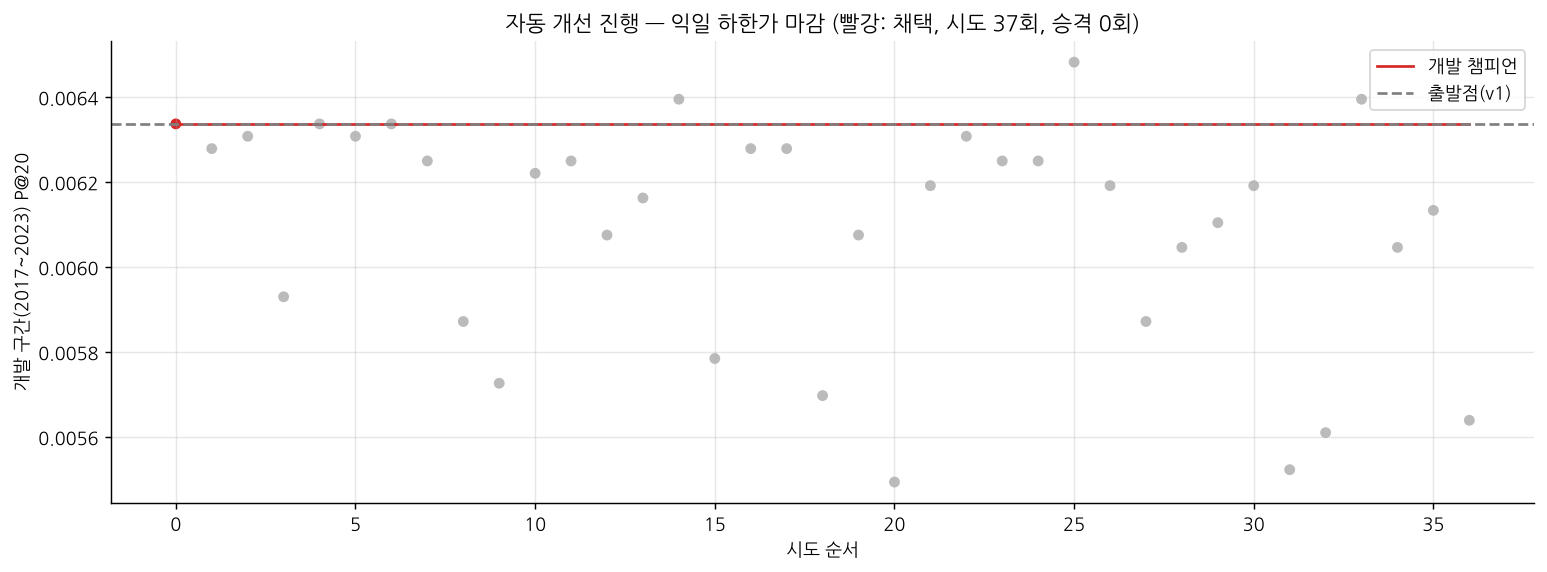 자동 개선 진행 — 익일 하한가 마감 (빨강: 채택, 시도 37회, 승격 0회)
개발 챔피언
출발점(v1)
개발 구간(2017~2023) P@20
0.0064
0.0062
0.0060
0.0058
0.0056
0
5
10
15
20
25
30
35
시도 순서